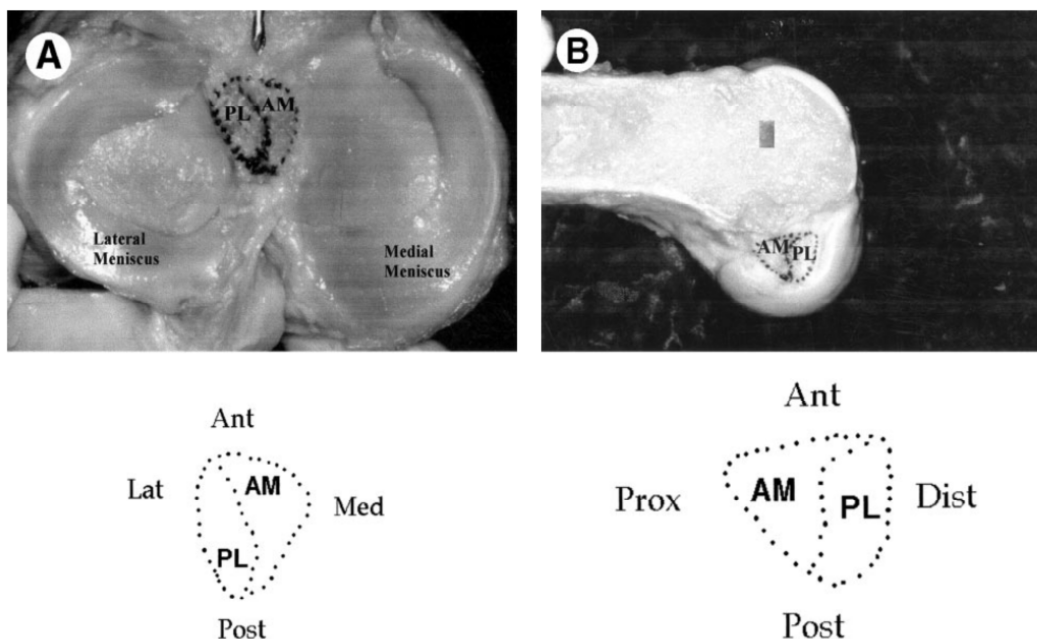 A
PL AM
Lateral
Meniscus
Medial
Meniscus
B
AM PL
Ant
Lat
AM
Med
PL
Post
Ant
Prox
AM
PL
Dist
Post